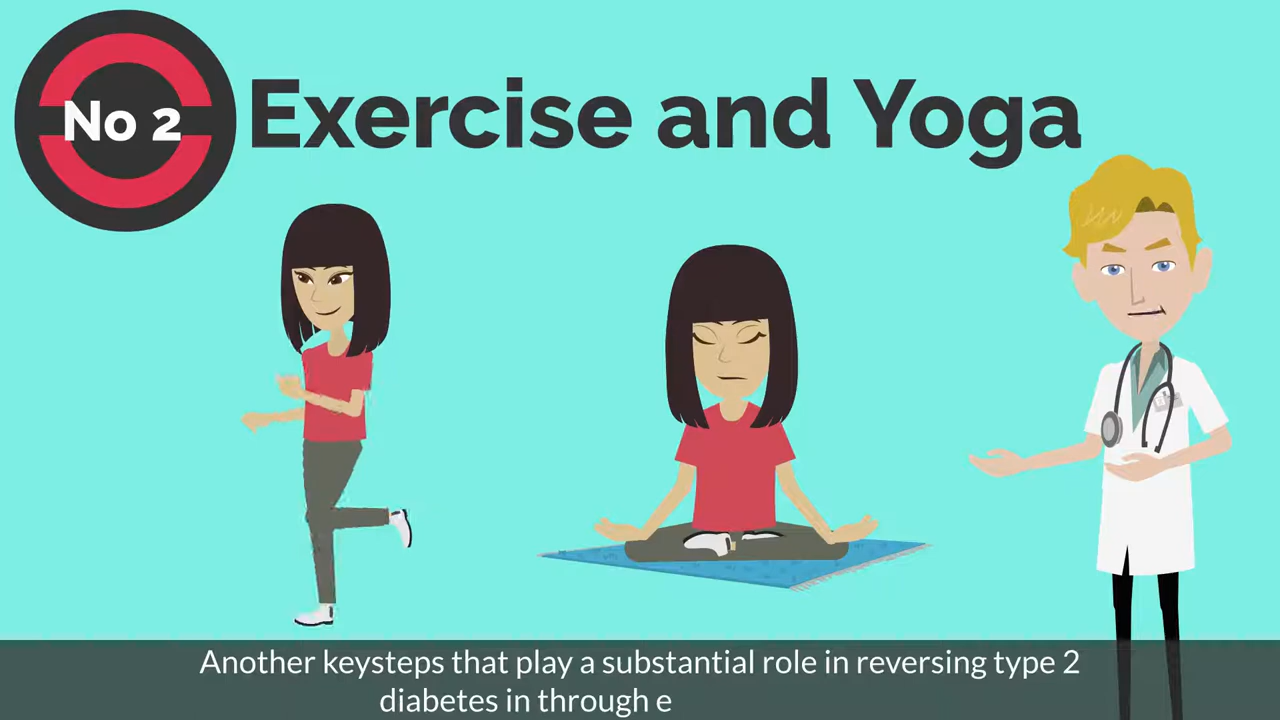 No 2
Exercise and Yoga
Another keysteps that play a substantial role in reversing type 2
diabetes in through e